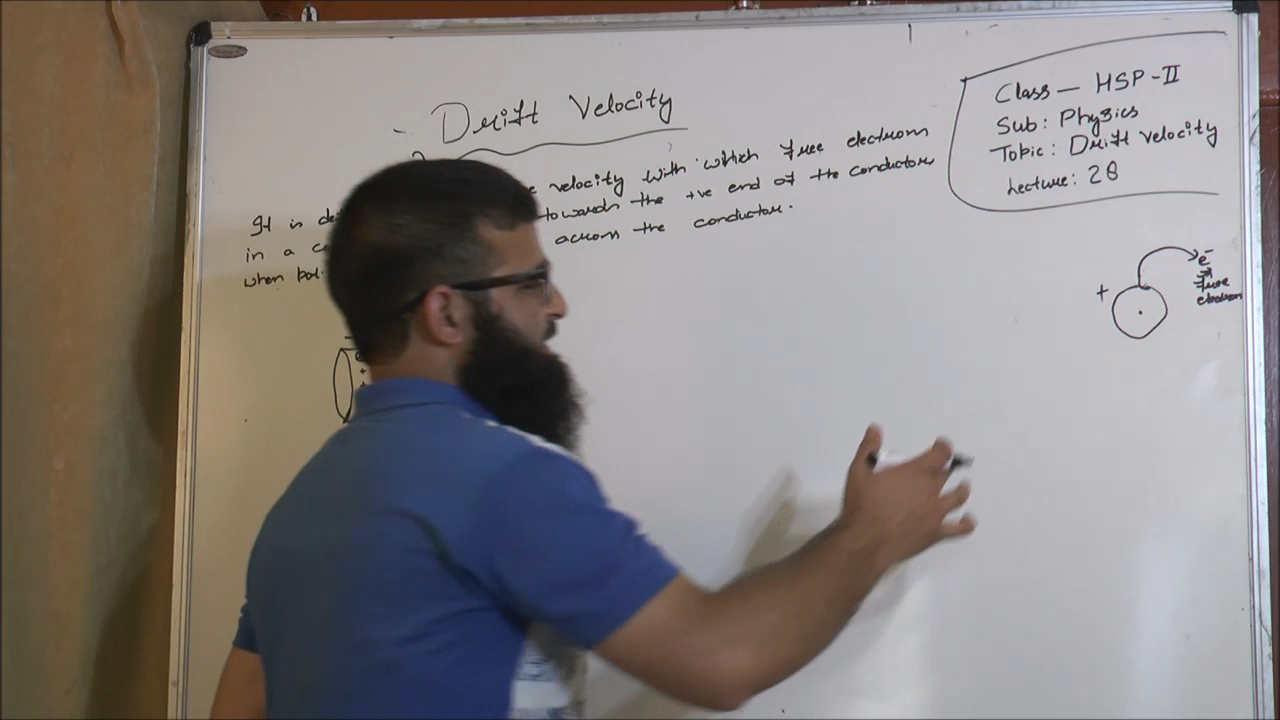 Drift Velocity
It is de
e velocity with which free electrons
in a co
towards the +ve end of the conductor
when pot.
across the conductor.
Class — HSP-II
Sub: Physics
Topic: Drift Velocity
Lecture: 28
+
e-
free
electron